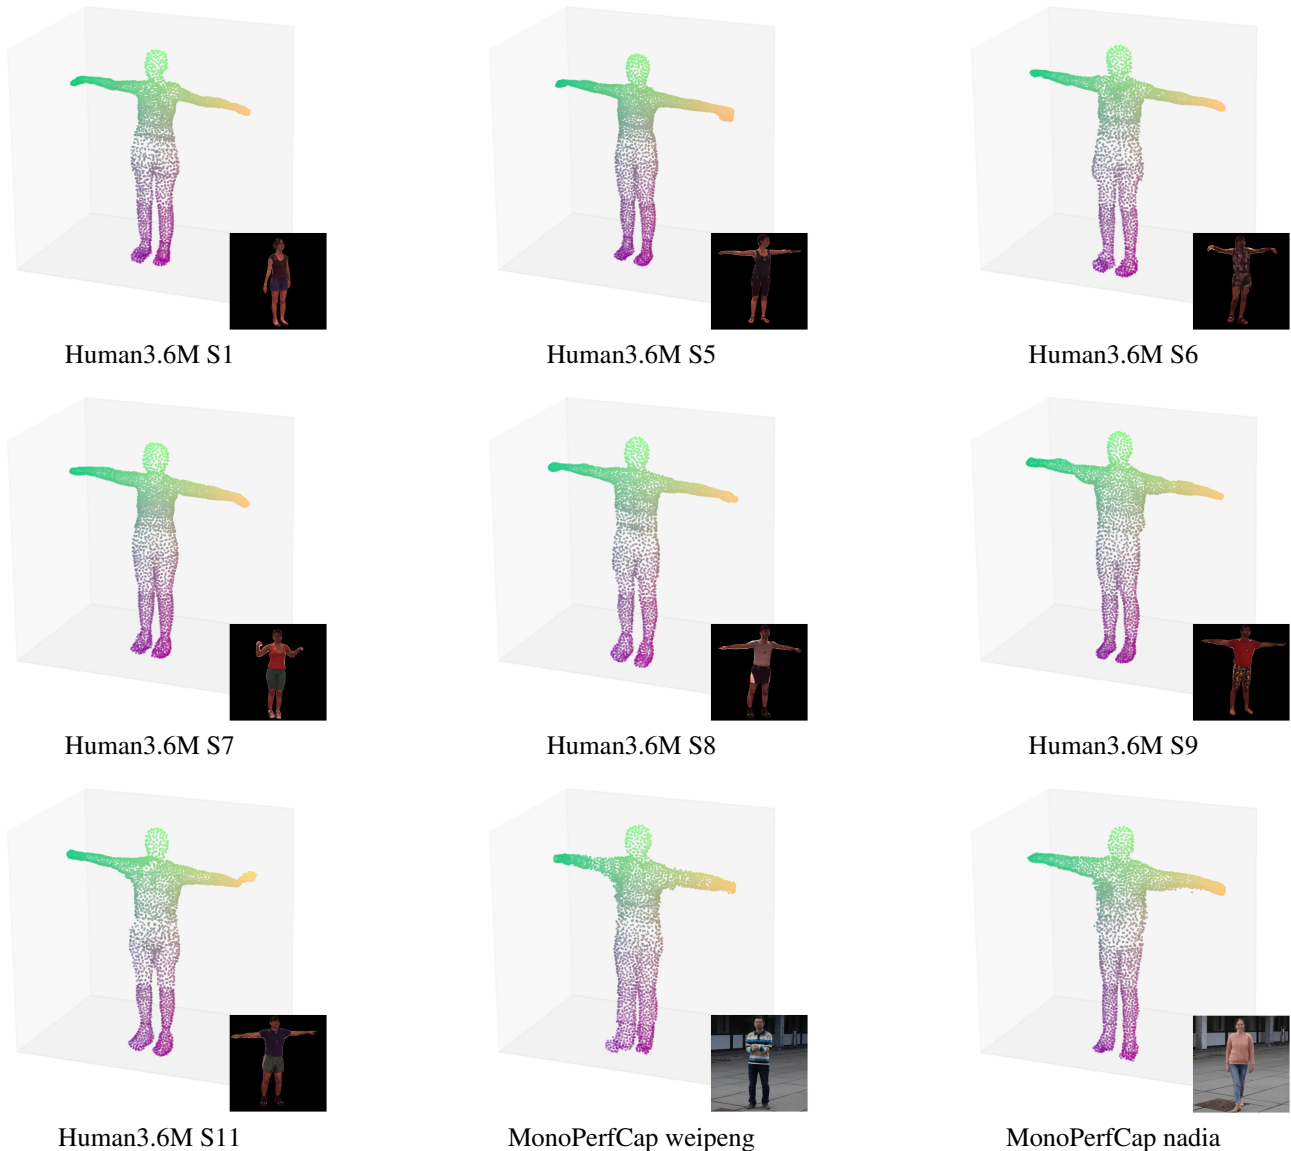 Human3.6M S1
Human3.6M S5
Human3.6M S6
Human3.6M S7
Human3.6M S8
Human3.6M S9
Human3.6M S11
MonoPerfCap weipeng
MonoPerfCap nadia